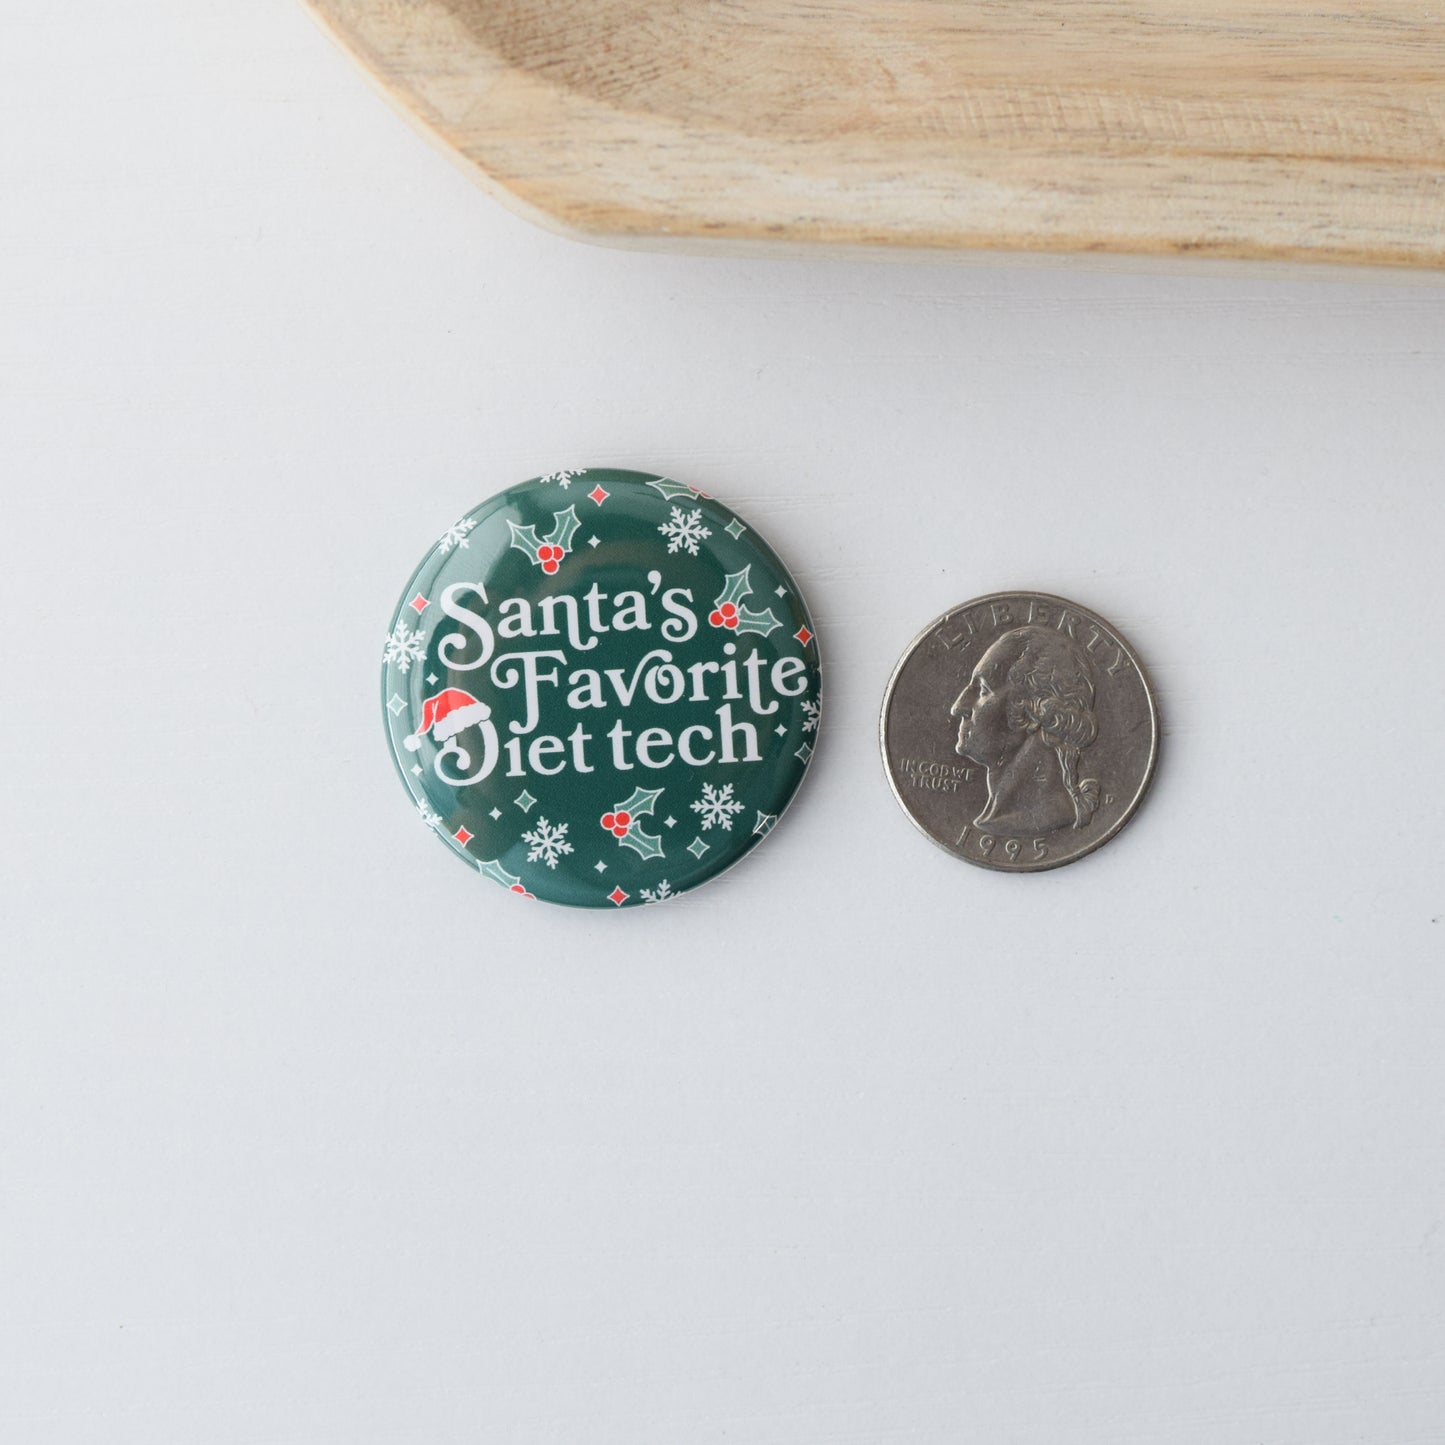 Santa's
Favorite
Diet tech
LIBERTY
IN GOD WE
TRUST
D
1995